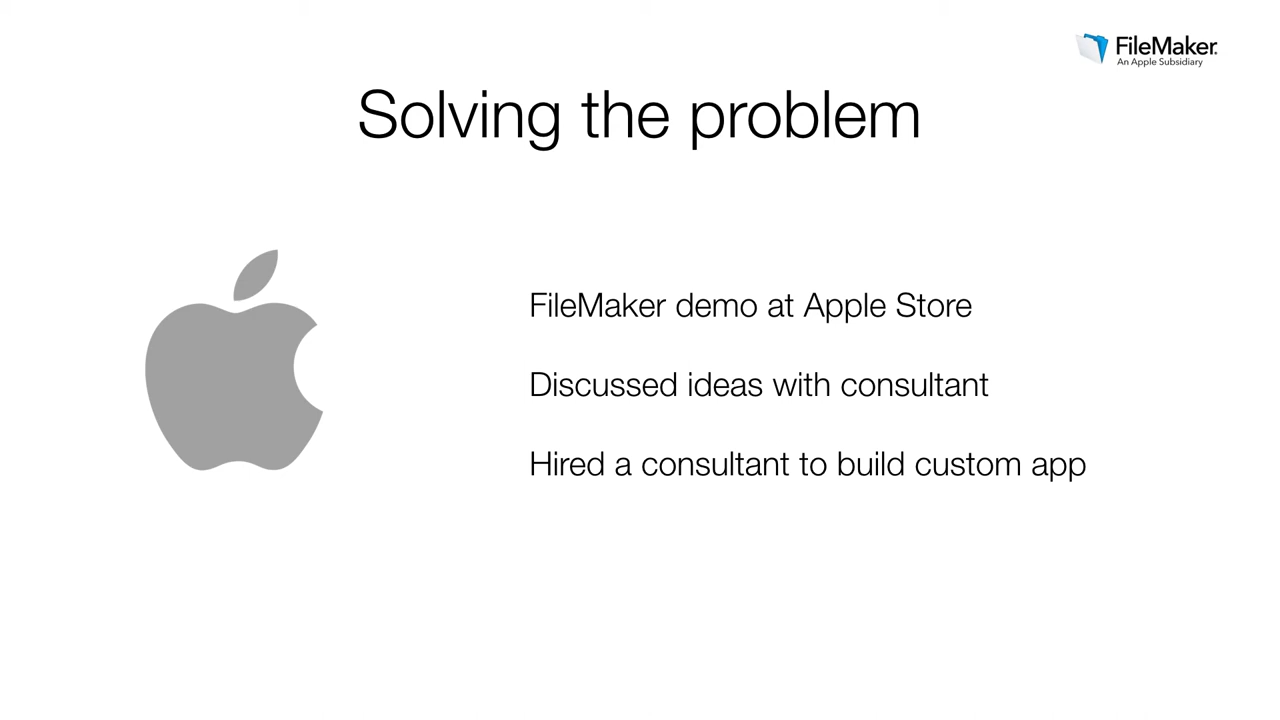 FileMaker
An Apple Subsidiary
Solving the problem
FileMaker demo at Apple Store
Discussed ideas with consultant
Hired a consultant to build custom app